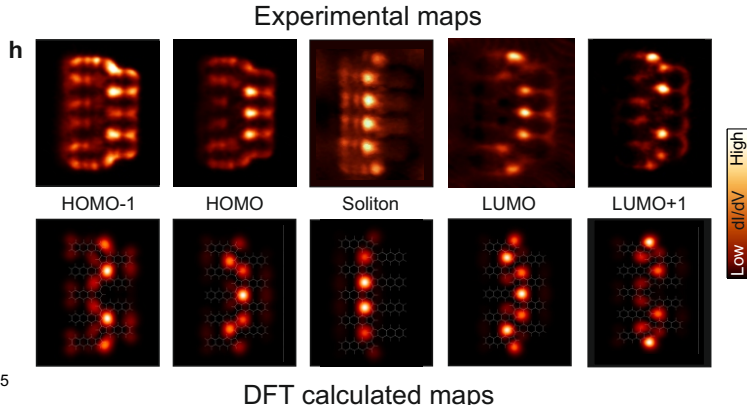 Experimental maps
h
HOMO-1 HOMO Soliton LUMO LUMO+1
Low dI/dV High
5
DFT calculated maps